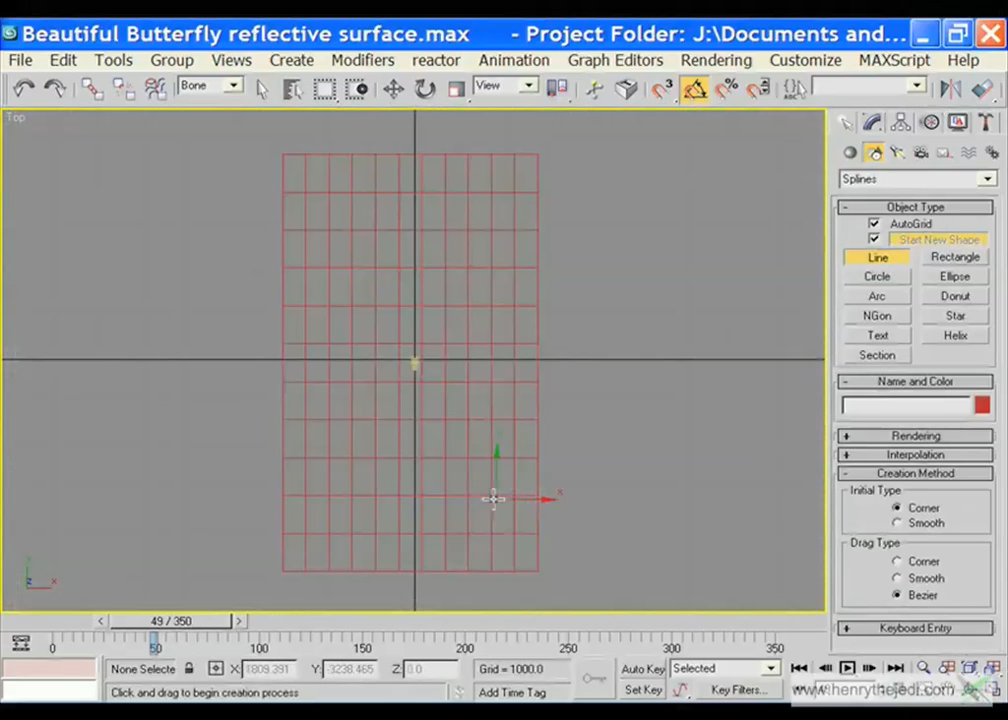 Beautiful Butterfly reflective surface.max - Project Folder: J:\Documents and...
File Edit Tools Group Views Create Modifiers reactor Animation Graph Editors Rendering Customize MAXScript Help
Bone View
Top
Splines
- Object Type
AutoGrid
Start New Shape
Line Rectangle
Circle Ellipse
Arc Donut
NGon Star
Text Helix
Section
- Name and Color
+ Rendering
+ Interpolation
- Creation Method
Initial Type
Corner
Smooth
Drag Type
Corner
Smooth
Bezier
+ Keyboard Entry
x
z x
< 49 / 350 >
0 50 100 150 200 250 300 350
None Selecte X: Y: -3238.465 Z: 0.0 Grid = 1000.0 Auto Key Selected
Click and drag to begin creation process Add Time Tag Set Key Key Filters...
www.henrythejedi.com